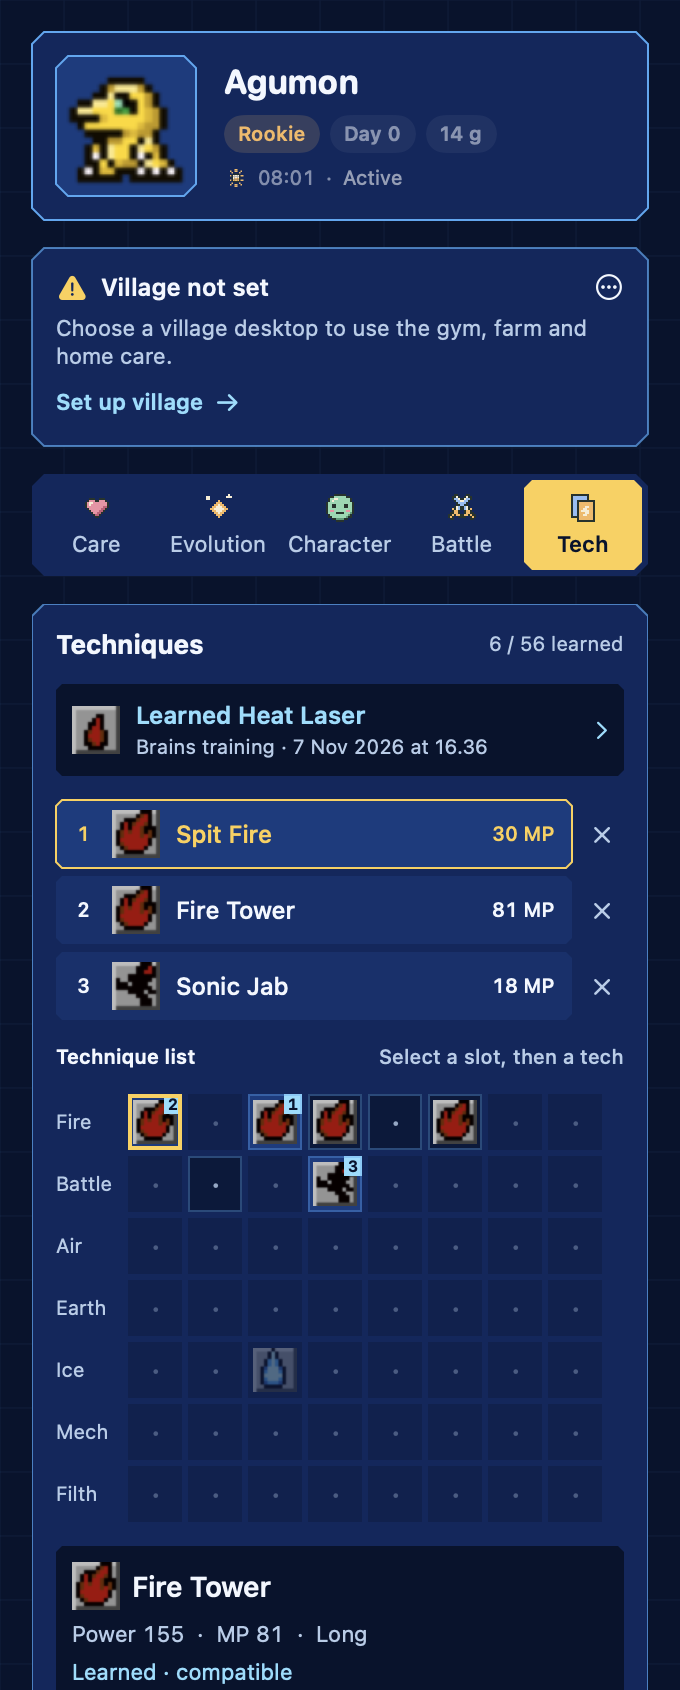 Agumon
Rookie
Day 0
14 g
08:01 · Active
Village not set
Choose a village desktop to use the gym, farm and
home care.
Set up village →
Care
Evolution
Character
Battle
Tech
Techniques
6 / 56 learned
Learned Heat Laser
Brains training · 7 Nov 2026 at 16.36
1 Spit Fire 30 MP
2 Fire Tower 81 MP
3 Sonic Jab 18 MP
Technique list
Select a slot, then a tech
Fire 2 1
Battle 3
Air
Earth
Ice
Mech
Filth
Fire Tower
Power 155 · MP 81 · Long
Learned · compatible